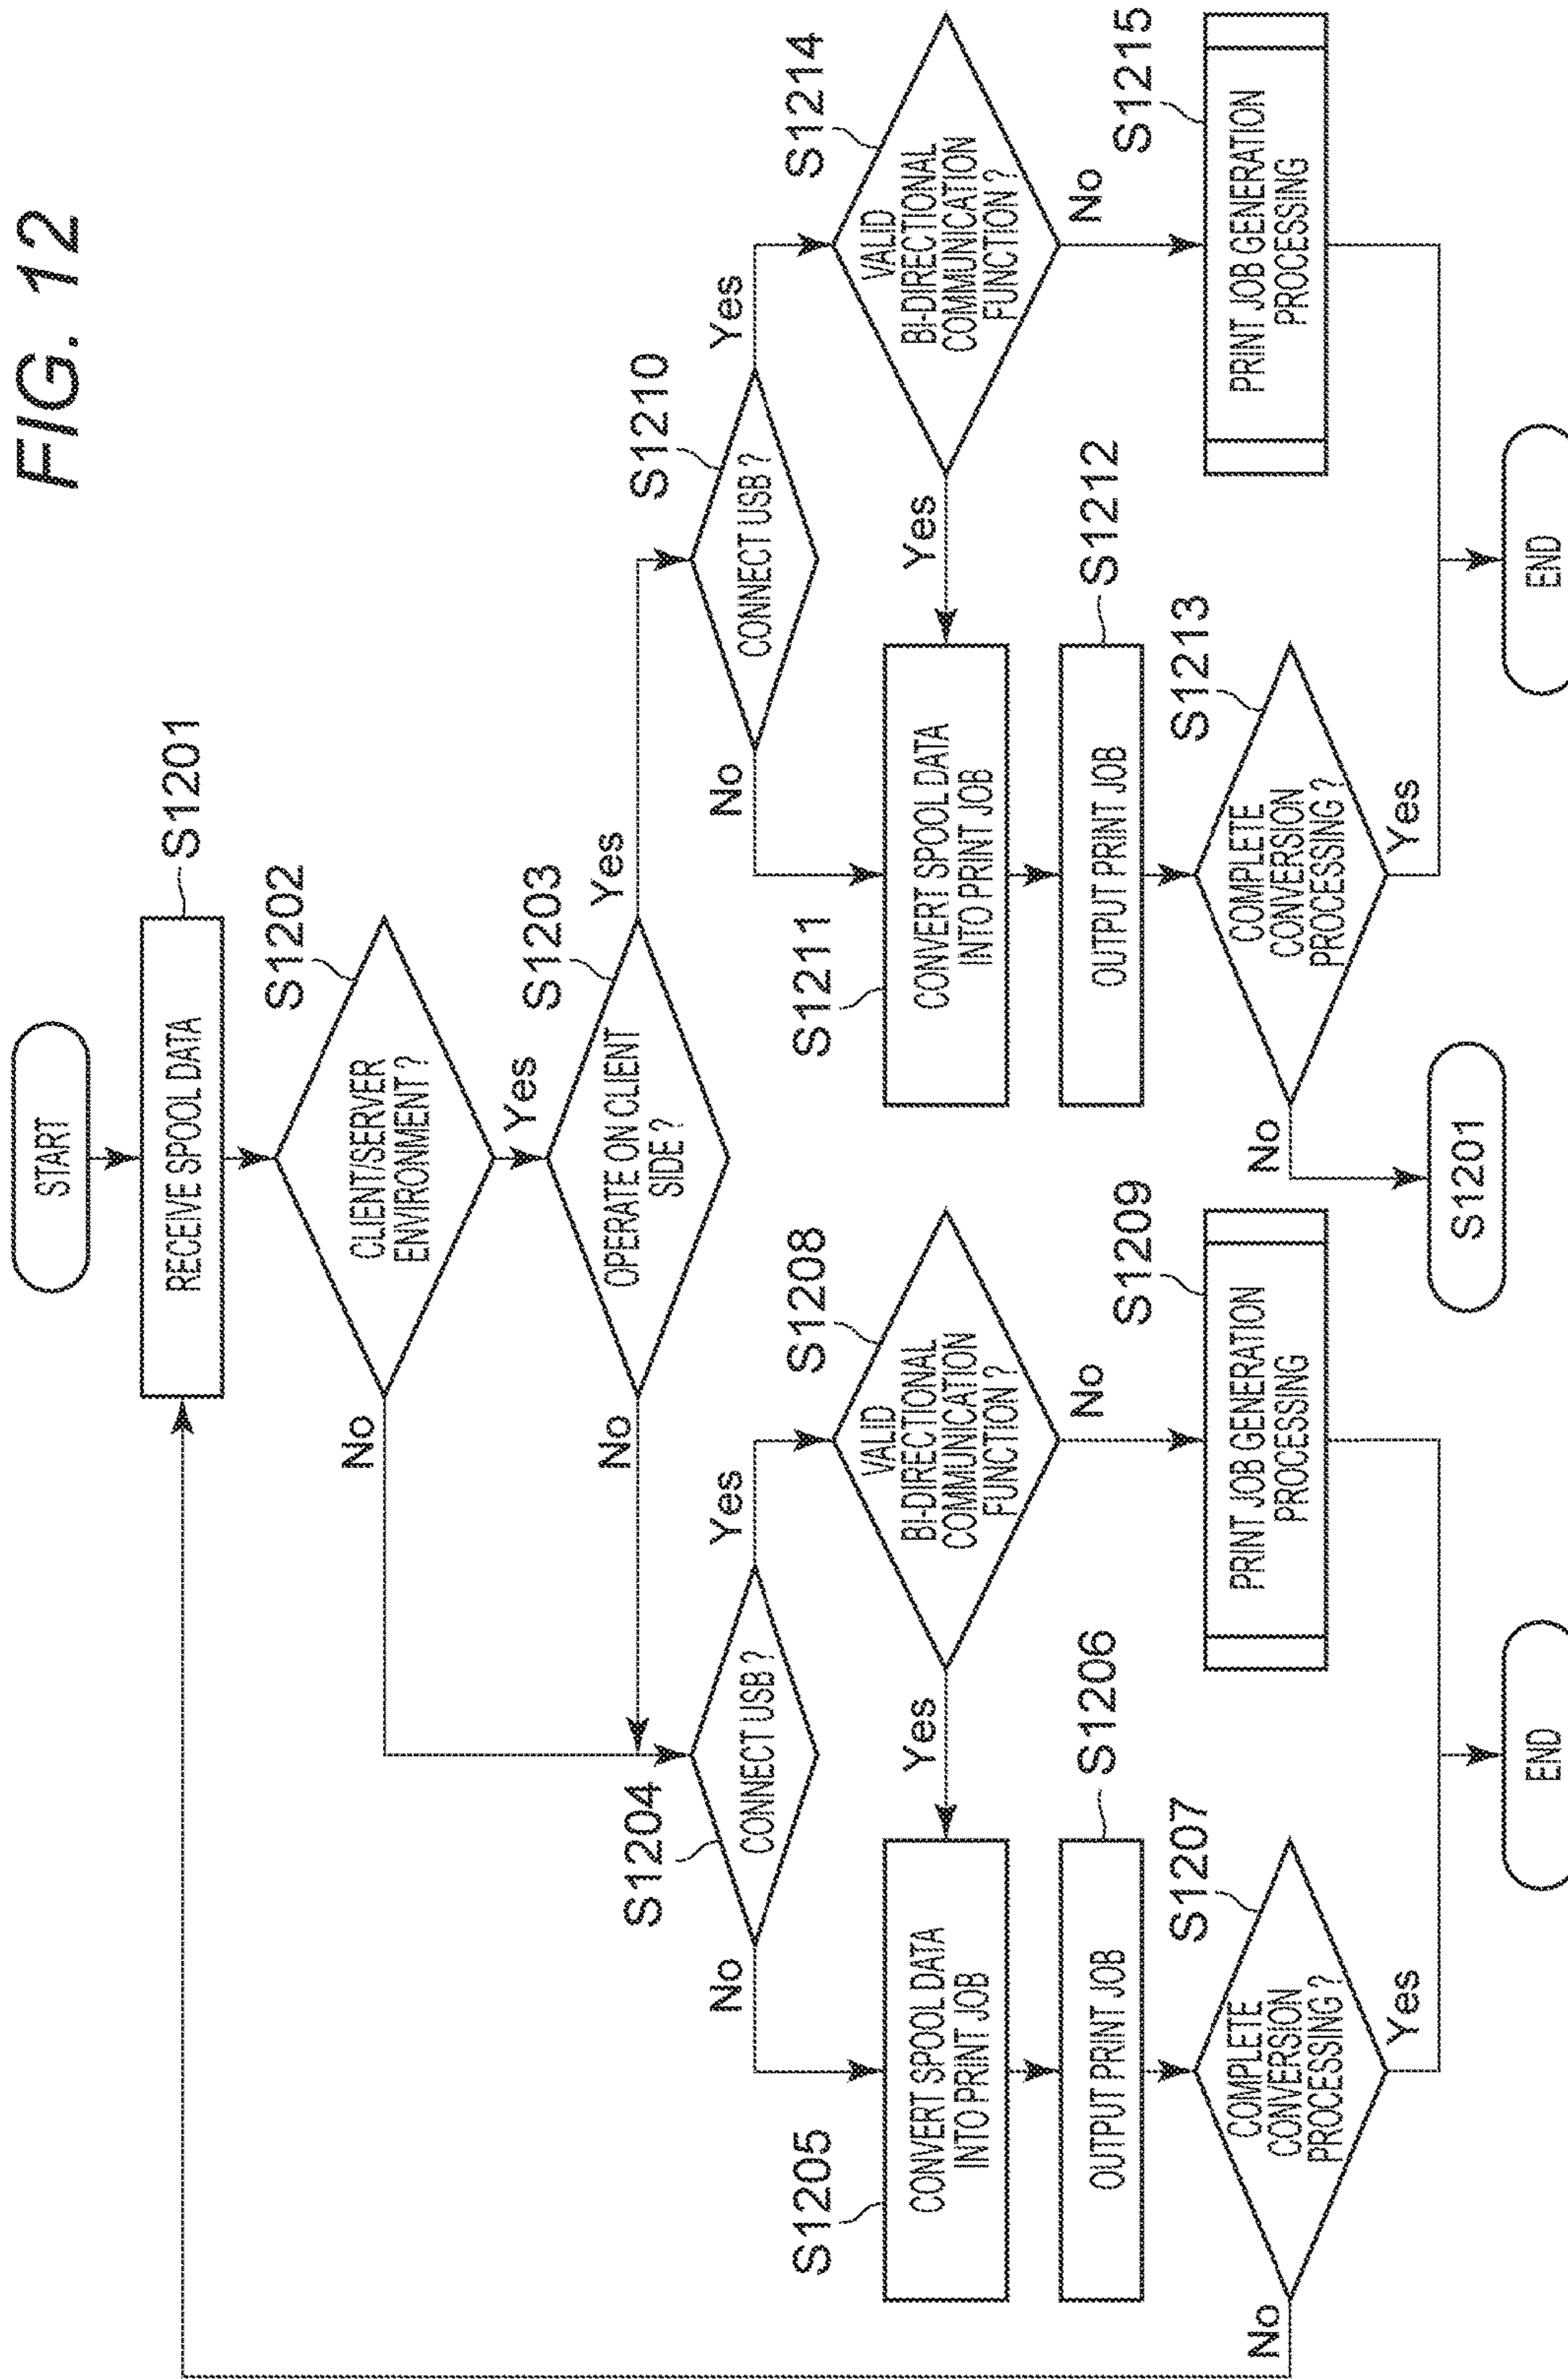 FIG. 12
START
RECEIVE SPOOL DATA
S1201
CLIENT/SERVER
ENVIRONMENT ?
S1202
No
Yes
OPERATE ON CLIENT
SIDE ?
S1203
No
Yes
S1204
CONNECT USB ?
No
Yes
S1205
CONVERT SPOOL DATA
INTO PRINT JOB
OUTPUT PRINT JOB
S1206
COMPLETE
CONVERSION
PROCESSING ?
S1207
No
Yes
VALID
BI-DIRECTIONAL
COMMUNICATION
FUNCTION ?
S1208
Yes
No
PRINT JOB GENERATION
PROCESSING
S1209
END
CONNECT USB ?
S1210
No
Yes
S1211
CONVERT SPOOL DATA
INTO PRINT JOB
OUTPUT PRINT JOB
S1212
COMPLETE
CONVERSION
PROCESSING ?
S1213
No
Yes
S1201
VALID
BI-DIRECTIONAL
COMMUNICATION
FUNCTION ?
S1214
Yes
No
PRINT JOB GENERATION
PROCESSING
S1215
END